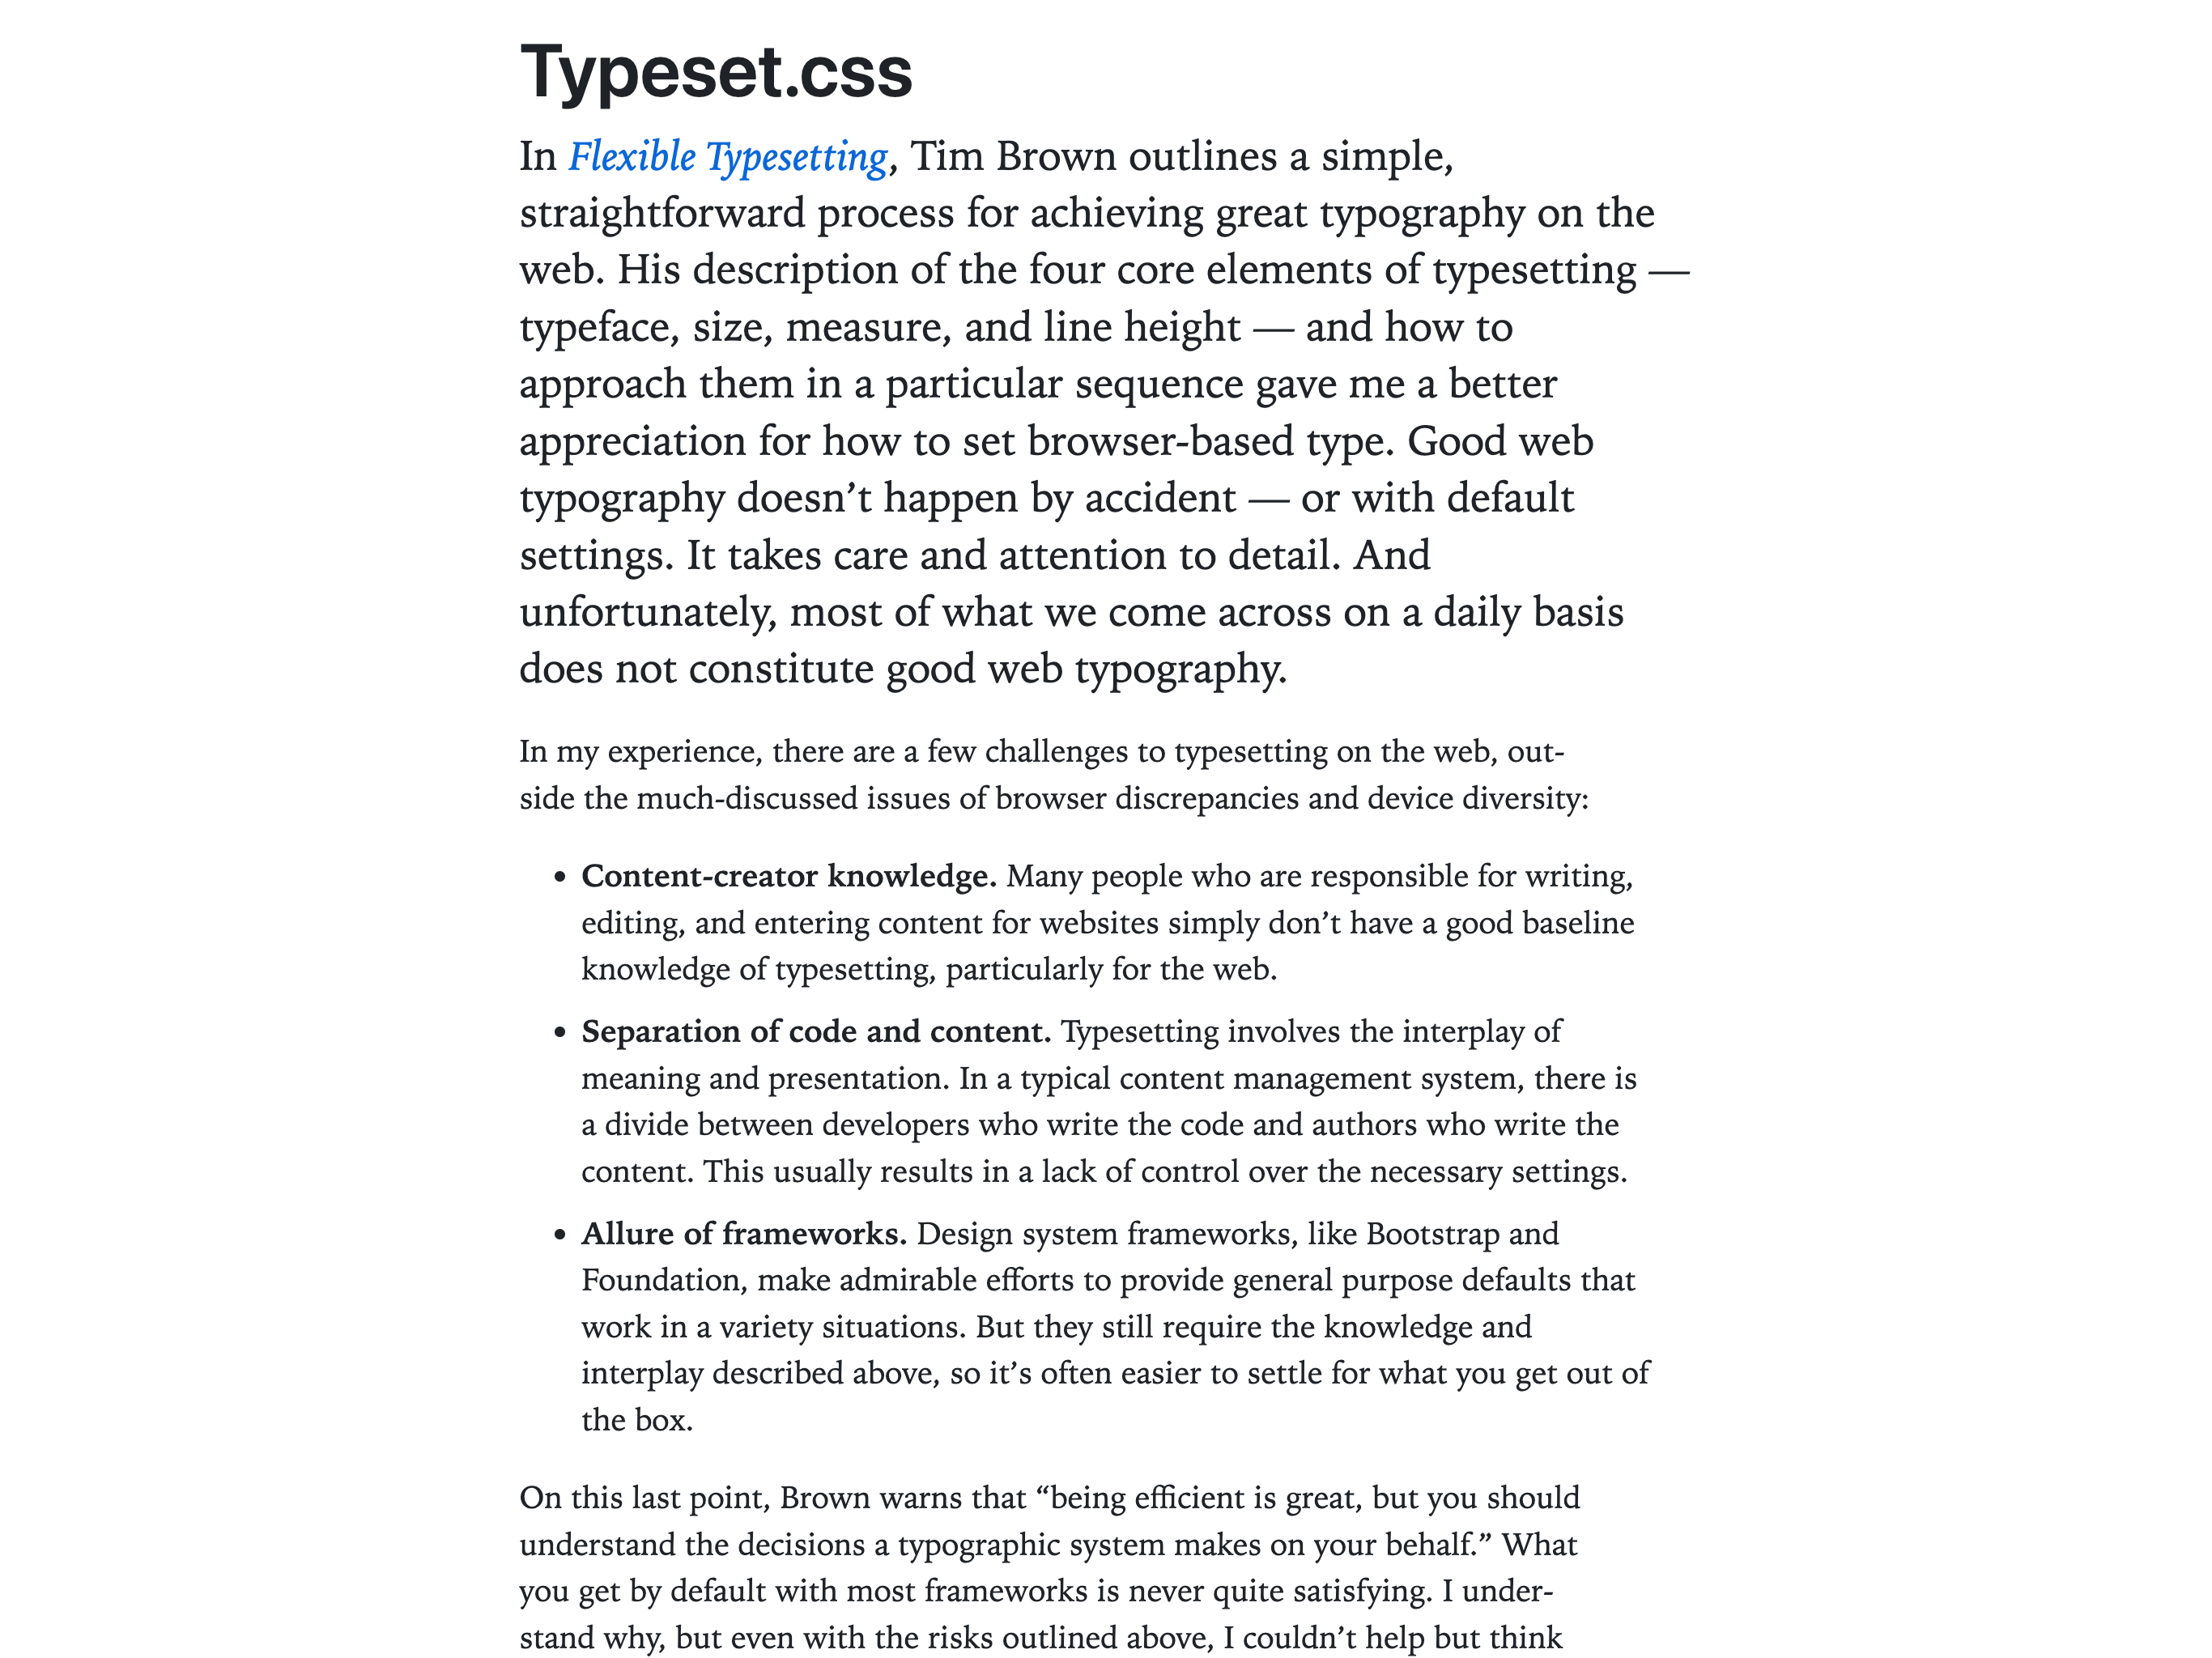 Typeset.css
In Flexible Typesetting, Tim Brown outlines a simple,
straightforward process for achieving great typography on the
web. His description of the four core elements of typesetting —
typeface, size, measure, and line height — and how to
approach them in a particular sequence gave me a better
appreciation for how to set browser-based type. Good web
typography doesn’t happen by accident — or with default
settings. It takes care and attention to detail. And
unfortunately, most of what we come across on a daily basis
does not constitute good web typography.
In my experience, there are a few challenges to typesetting on the web, out-
side the much-discussed issues of browser discrepancies and device diversity:
• Content-creator knowledge. Many people who are responsible for writing,
editing, and entering content for websites simply don’t have a good baseline
knowledge of typesetting, particularly for the web.
• Separation of code and content. Typesetting involves the interplay of
meaning and presentation. In a typical content management system, there is
a divide between developers who write the code and authors who write the
content. This usually results in a lack of control over the necessary settings.
• Allure of frameworks. Design system frameworks, like Bootstrap and
Foundation, make admirable efforts to provide general purpose defaults that
work in a variety situations. But they still require the knowledge and
interplay described above, so it’s often easier to settle for what you get out of
the box.
On this last point, Brown warns that “being efficient is great, but you should
understand the decisions a typographic system makes on your behalf.” What
you get by default with most frameworks is never quite satisfying. I under-
stand why, but even with the risks outlined above, I couldn’t help but think